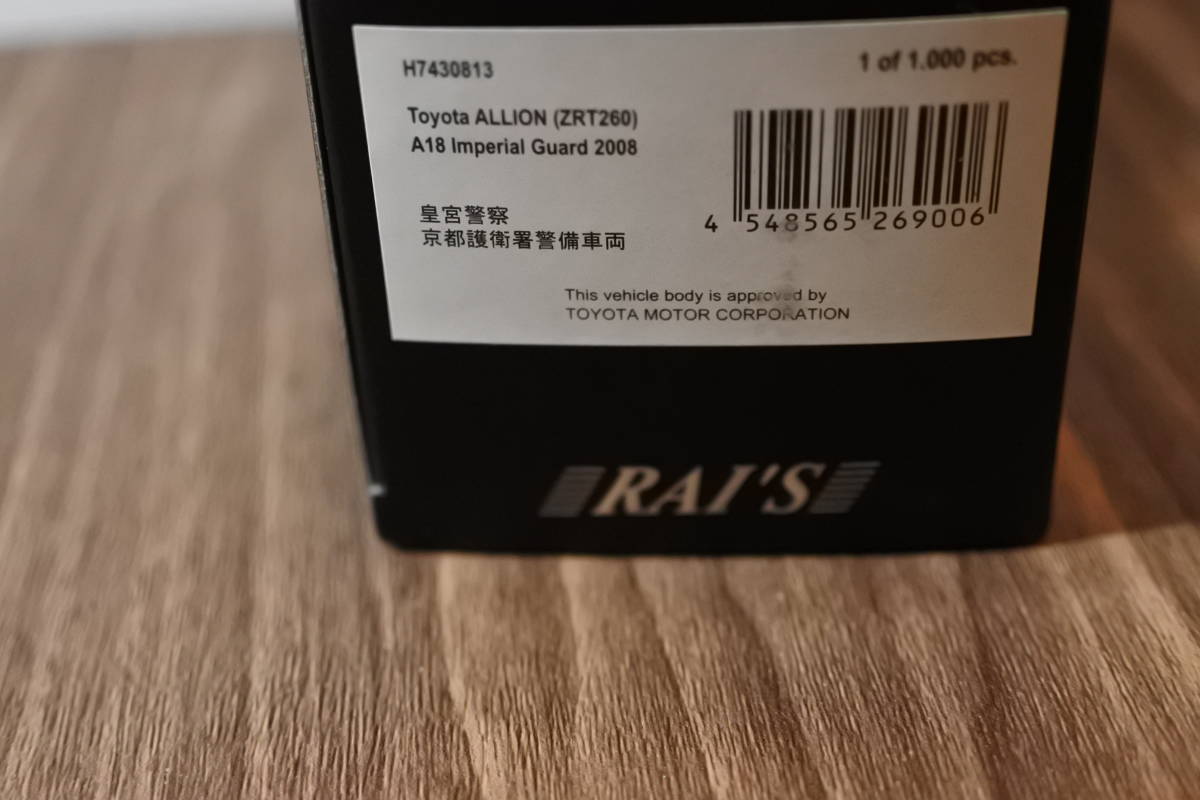 H7430813
1 of 1.000 pcs.
Toyota ALLION (ZRT260)
A18 Imperial Guard 2008
皇宮警察
京都護衛署警備車両
4 548565 269006
This vehicle body is approved by
TOYOTA MOTOR CORPORATION
RAI'S